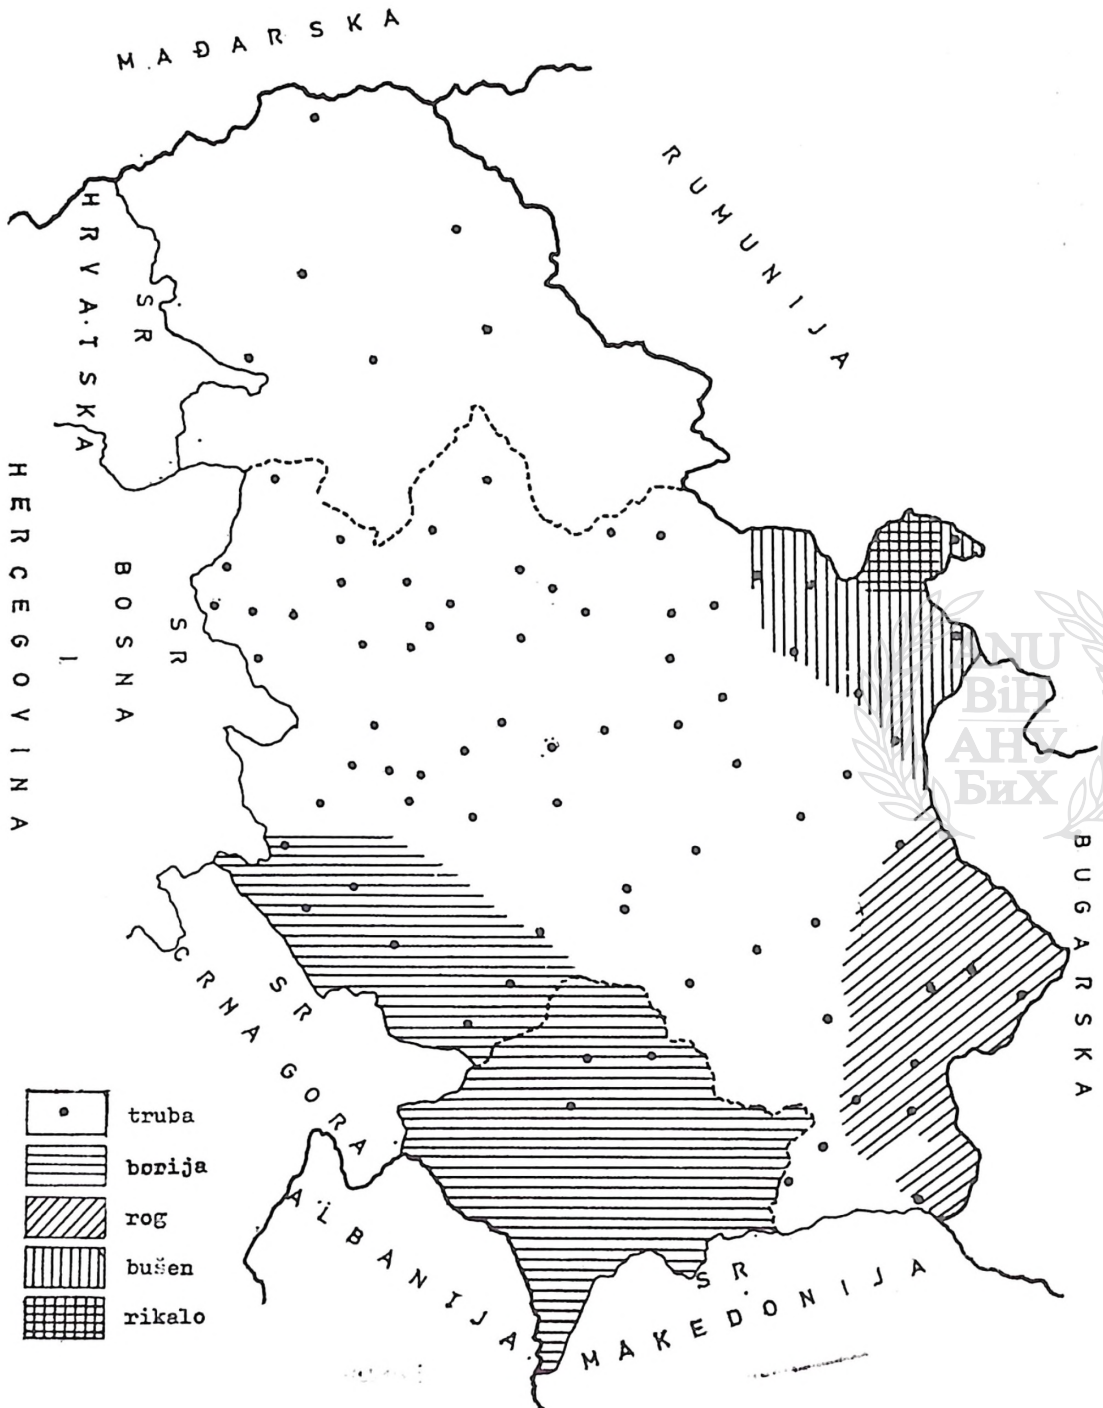 MAĐARSKA
RUMUNIJA
SR
HRVATSKA
SR
BOSNA
I
HERCEGOVINA
ANU
BiH
АНУ
БиХ
BUGARSKA
SR
CRNA GORA
ALBANIJA
SR
MAKEDONIJA
truba
borija
rog
bušen
rikalo